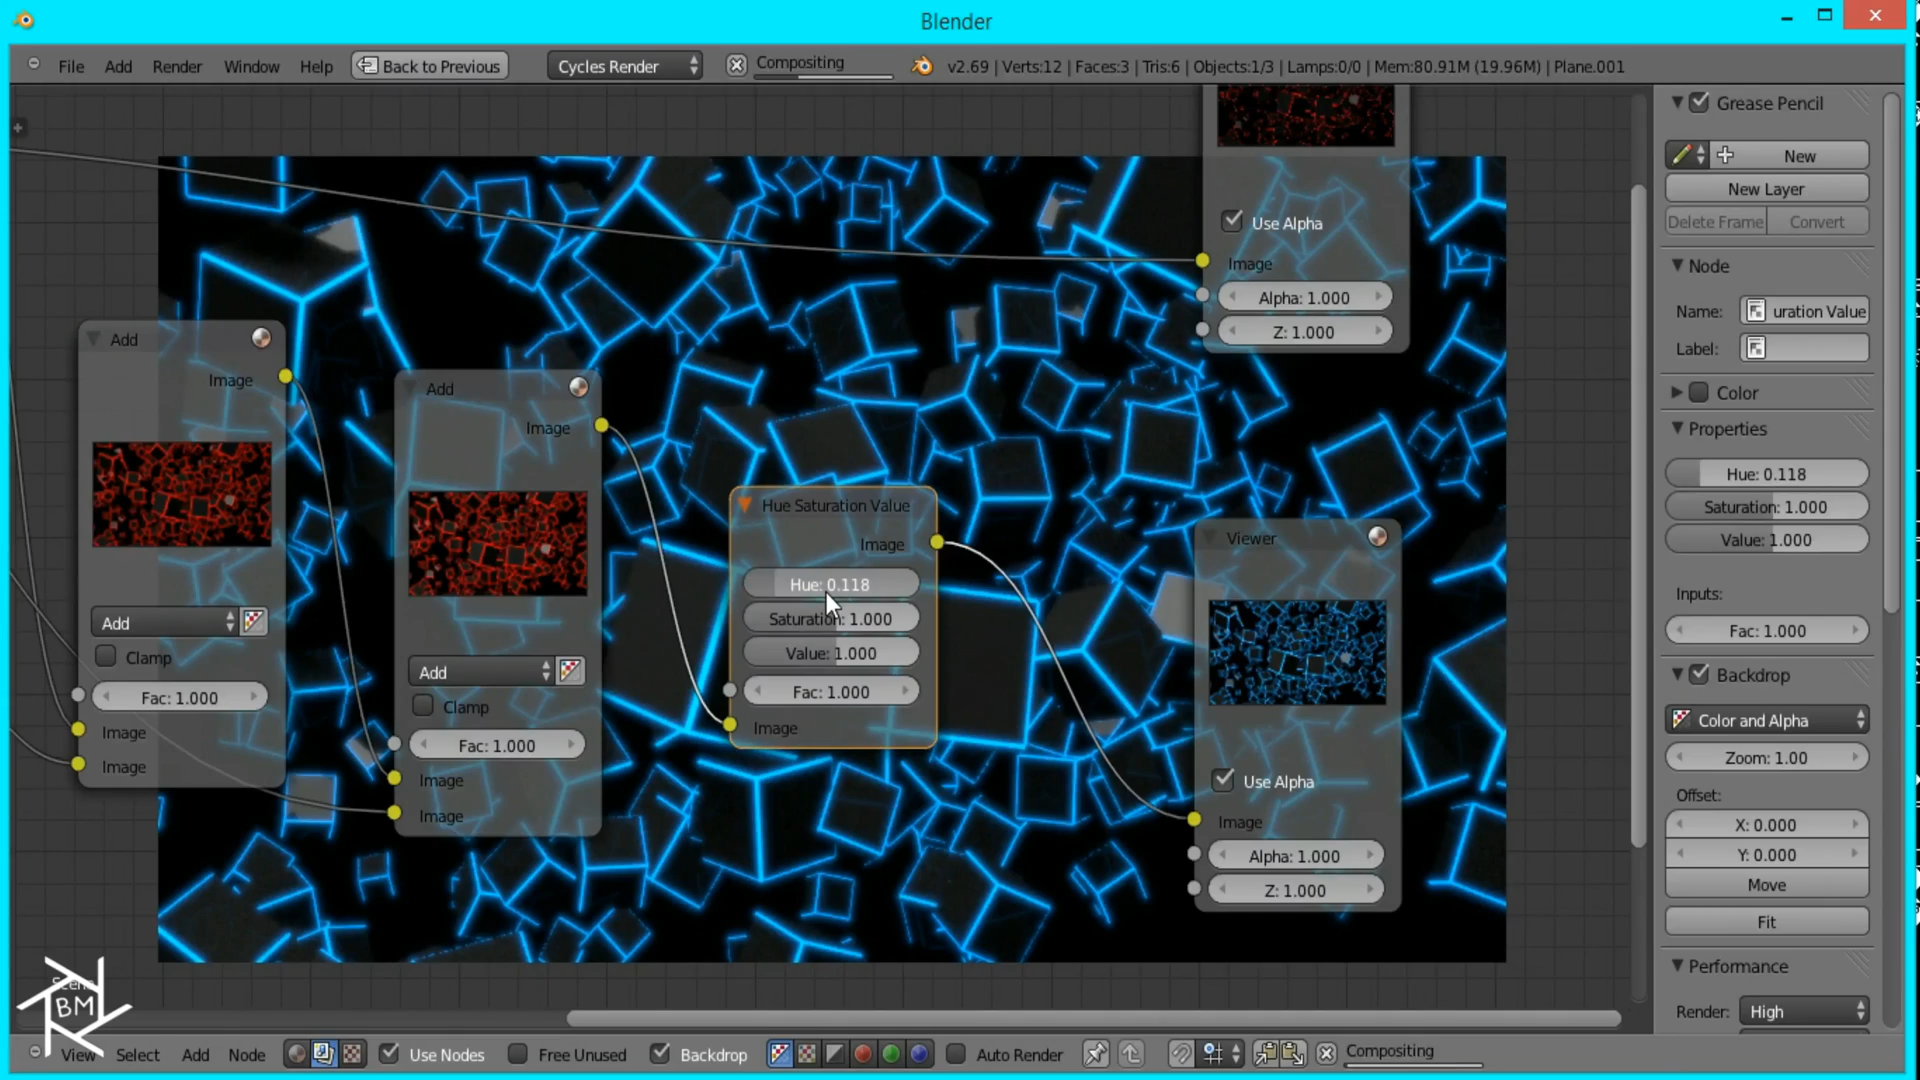 Blender
File Add Render Window Help Back to Previous Cycles Render Compositing v2.69 | Verts:12 | Faces:3 | Tris:6 | Objects:1/3 | Lamps:0/0 | Mem:80.91M (19.96M) | Plane.001
Use Alpha
Image
Alpha: 1.000
Z: 1.000
Add
Image
Add
Clamp
Fac: 1.000
Image
Image
Add
Image
Add
Clamp
Fac: 1.000
Image
Image
Hue Saturation Value
Image
Hue: 0.118
Saturation: 1.000
Value: 1.000
Fac: 1.000
Image
Viewer
Use Alpha
Image
Alpha: 1.000
Z: 1.000
Grease Pencil
New
New Layer
Delete Frame Convert
Node
Name: uration Value
Label:
Color
Properties
Hue: 0.118
Saturation: 1.000
Value: 1.000
Inputs:
Fac: 1.000
Backdrop
Color and Alpha
Zoom: 1.00
Offset:
X: 0.000
Y: 0.000
Move
Fit
Performance
Render: High
BM
View Select Add Node Use Nodes Free Unused Backdrop Auto Render Compositing